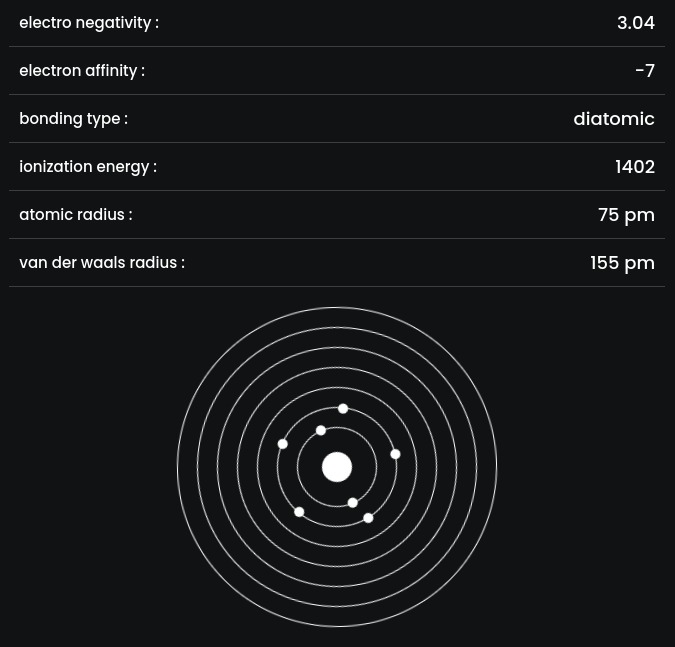 electro negativity : 3.04
electron affinity : -7
bonding type : diatomic
ionization energy : 1402
atomic radius : 75 pm
van der waals radius : 155 pm